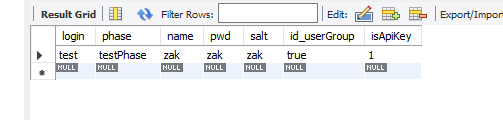 Result Grid Filter Rows: Edit: Export/Import
login phase name pwd salt id_userGroup isApiKey
test testPhase zak zak zak true 1
NULL NULL NULL NULL NULL NULL NULL